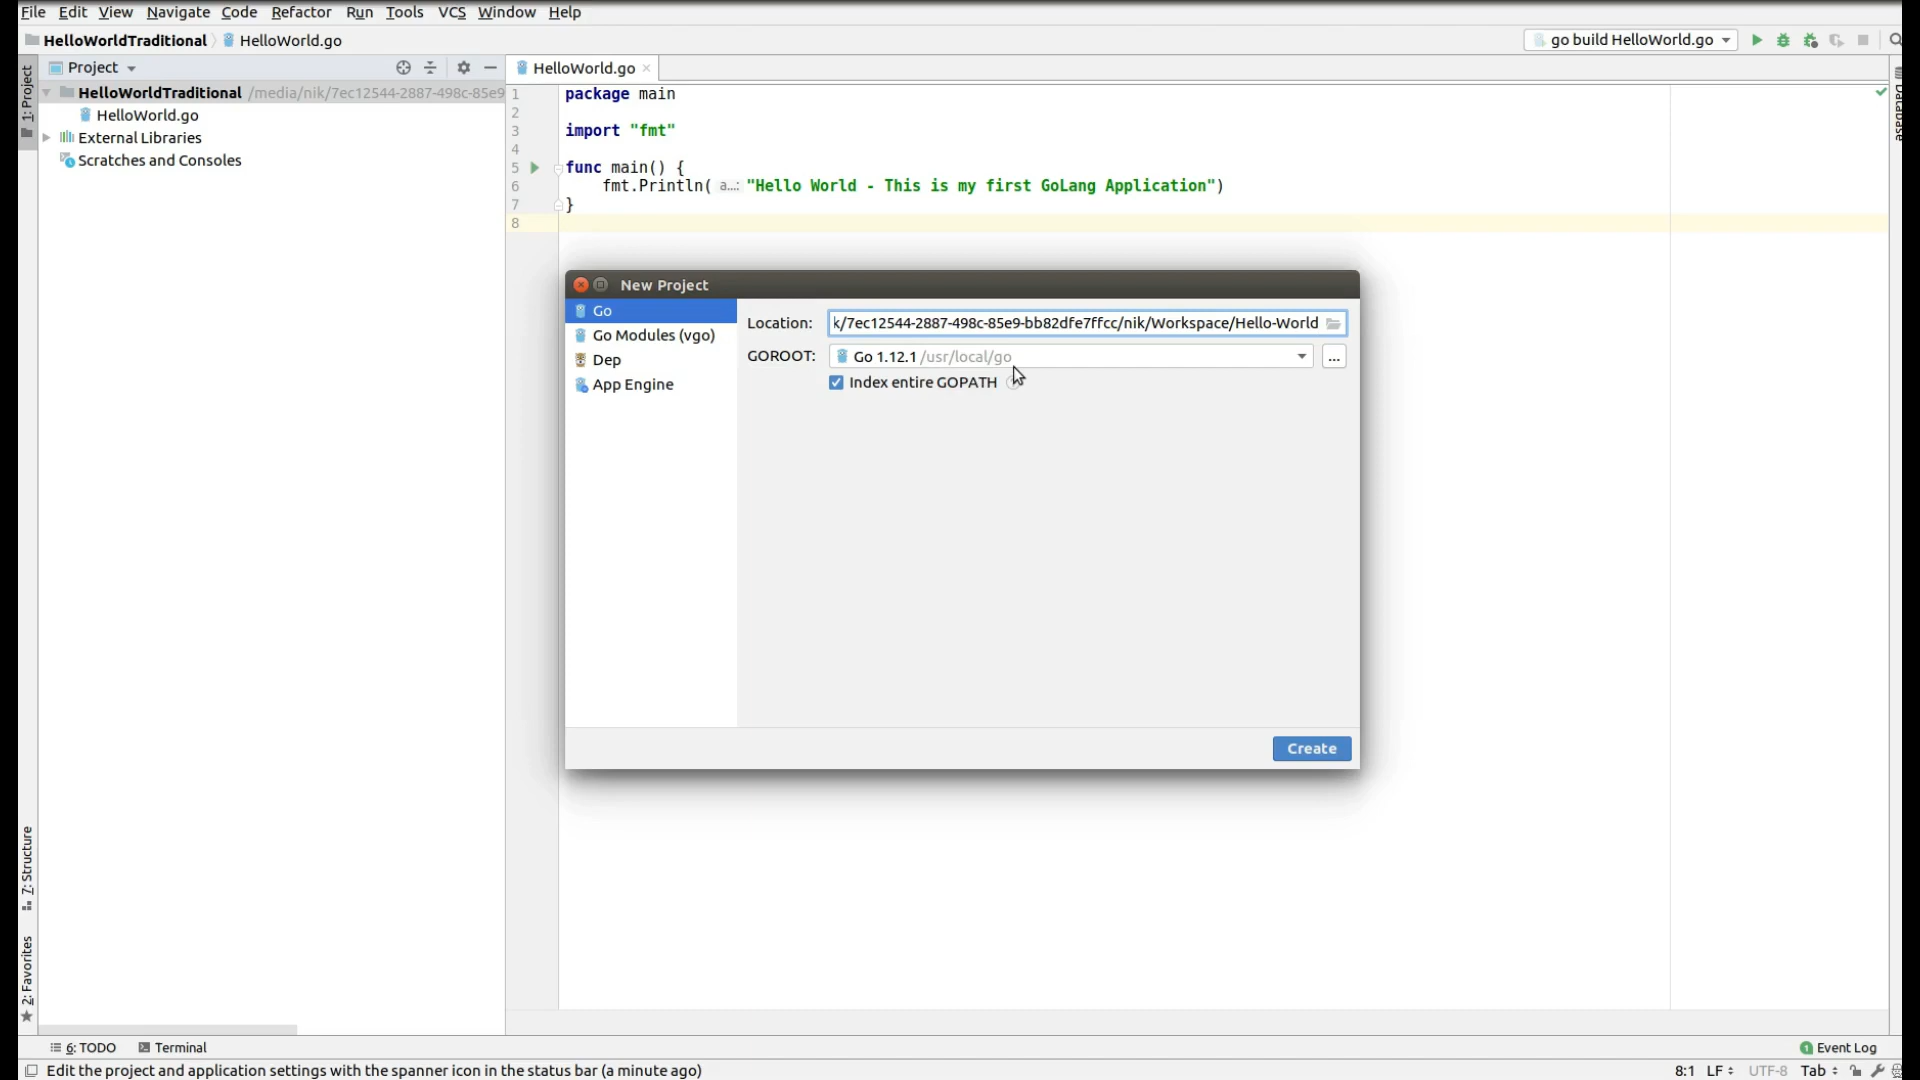 File Edit View Navigate Code Refactor Run Tools VCS Window Help
HelloWorldTraditional HelloWorld.go
go build HelloWorld.go
1: Project
Project
HelloWorld.go
HelloWorldTraditional /media/nik/7ec12544-2887-498c-85e9
HelloWorld.go
External Libraries
Scratches and Consoles
1 package main
2
3 import "fmt"
4
5 func main() {
6 fmt.Println( a...: "Hello World - This is my first GoLang Application")
7 }
8
Database
New Project
Go
Go Modules (vgo)
Dep
App Engine
Location: k/7ec12544-2887-498c-85e9-bb82dfe7ffcc/nik/Workspace/Hello-World
GOROOT: Go 1.12.1 /usr/local/go ...
Index entire GOPATH
Create
7: Structure
2: Favorites
6: TODO Terminal
1 Event Log
Edit the project and application settings with the spanner icon in the status bar (a minute ago)
8:1 LF UTF-8 Tab